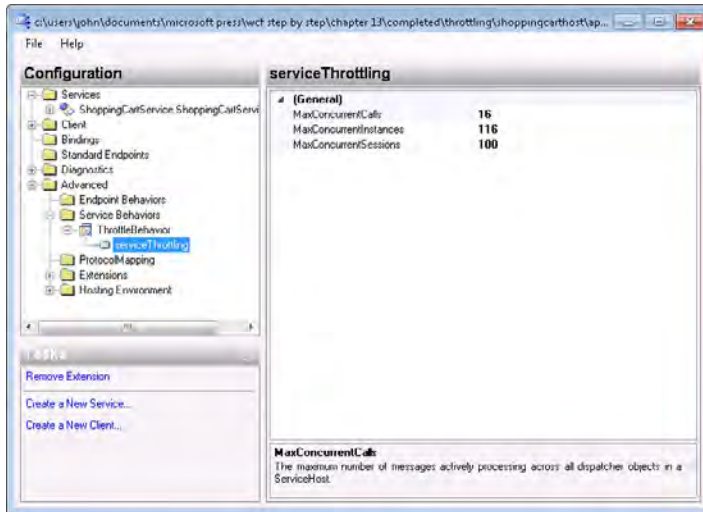 c:\users\john\documents\microsoft press\wcf step by step\chapter 13\completed\throttling\shoppingcarthost\ap...
File Help
Configuration
Services
ShoppingCartService.ShoppingCartServi
Client
Bindings
Standard Endpoints
Diagnostics
Advanced
Endpoint Behaviors
Service Behaviors
ThrottleBehavior
serviceThrottling
ProtocolMapping
Extensions
Hosting Environment
Tasks
Remove Extension
Create a New Service...
Create a New Client...
serviceThrottling
(General)
MaxConcurrentCalls 16
MaxConcurrentInstances 116
MaxConcurrentSessions 100
MaxConcurrentCalls
The maximum number of messages actively processing across all dispatcher objects in a
ServiceHost.